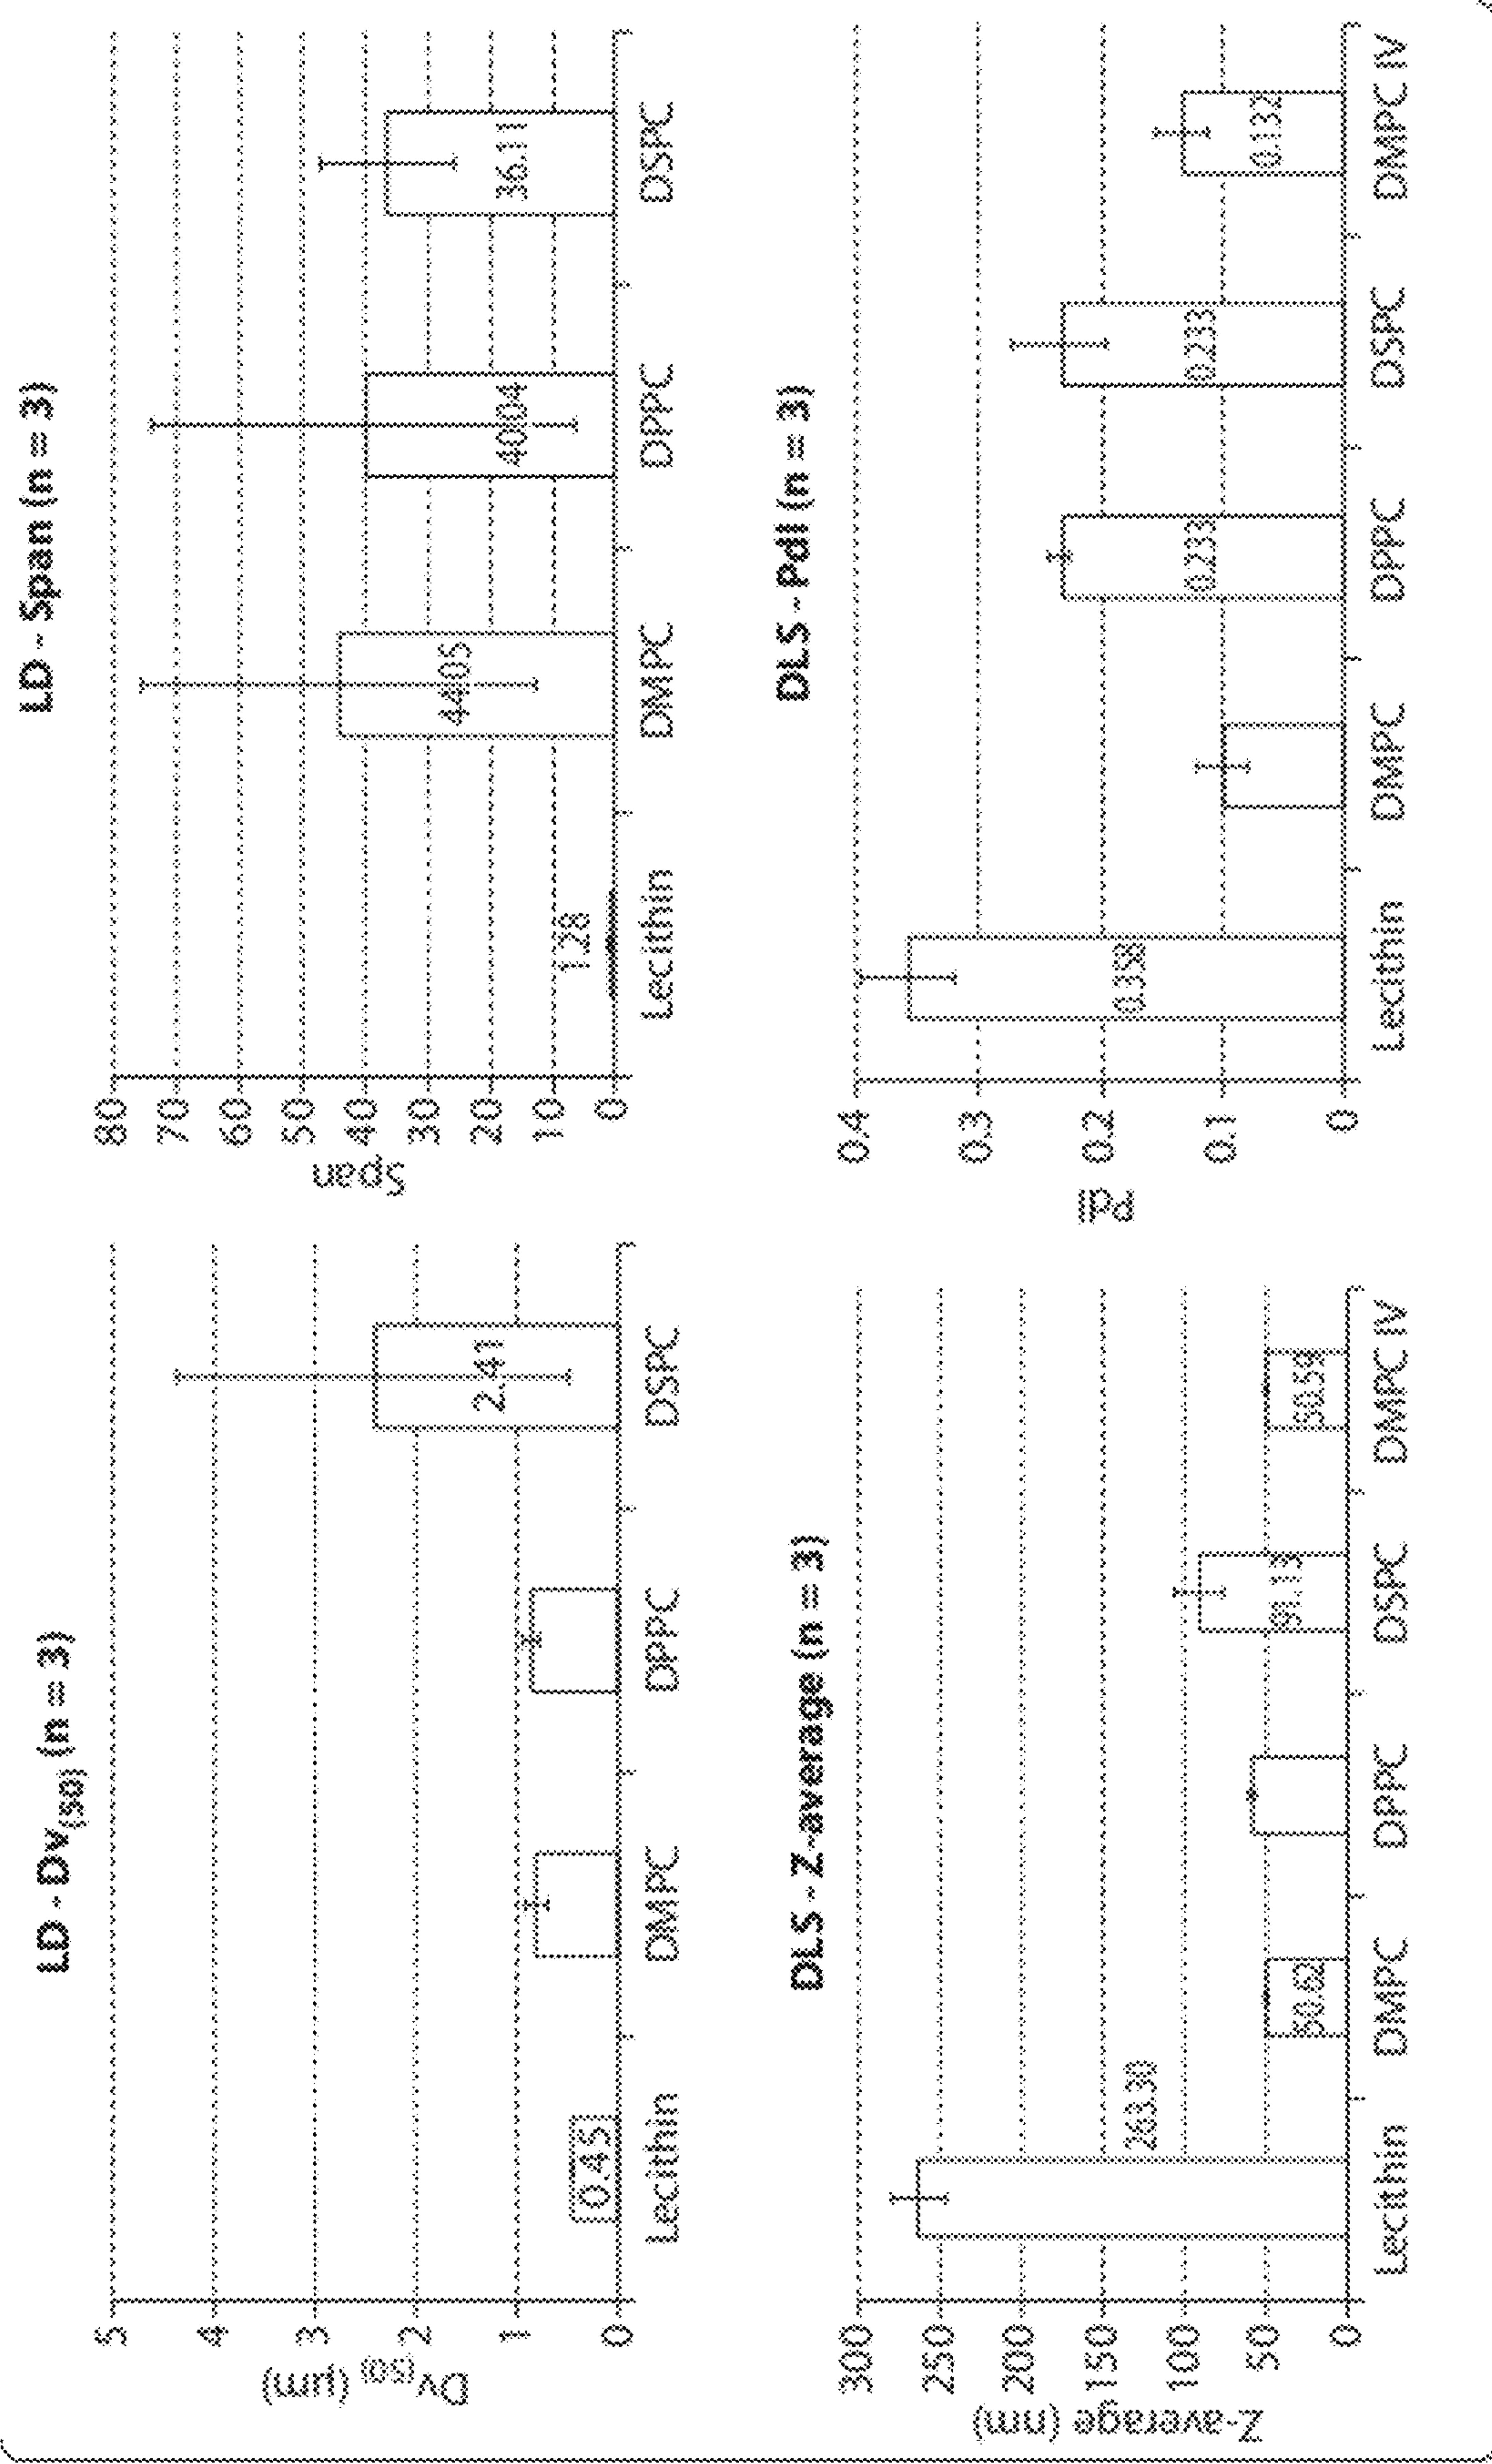 LD - Dv(50) (n = 3)
Dv(50) (µm)
5
4
3
2
1
0
0.45
2.41
Lecithin
DMPC
DPPC
DSPC
LD - Span (n = 3)
Span
80
70
60
50
40
30
20
10
0
1.28
44.05
40.04
36.11
Lecithin
DMPC
DPPC
DSPC
DLS - Z-average (n = 3)
Z-average (nm)
300
250
200
150
100
50
0
263.30
50.62
91.13
50.59
Lecithin
DMPC
DPPC
DSPC
DMPC IV
DLS - PdI (n = 3)
PdI
0.4
0.3
0.2
0.1
0
0.358
0.233
0.233
0.132
Lecithin
DMPC
DPPC
DSPC
DMPC IV